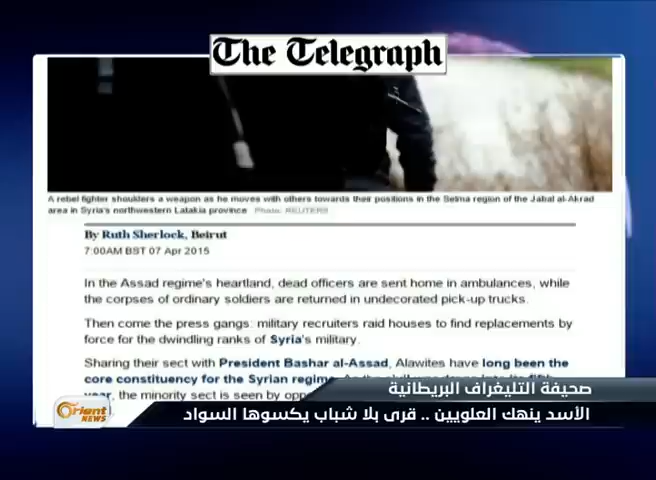 The Telegraph
A rebel fighter shoulders a weapon as he moves with others towards their positions in the Selma region of the Jabal al-Akrad
area in Syria's northwestern Latakia province Photo: REUTERS
By Ruth Sherlock, Beirut
7:00AM BST 07 Apr 2015
In the Assad regime's heartland, dead officers are sent home in ambulances, while
the corpses of ordinary soldiers are returned in undecorated pick-up trucks.
Then come the press gangs: military recruiters raid houses to find replacements by
force for the dwindling ranks of Syria's military.
Sharing their sect with President Bashar al-Assad, Alawites have long been the
core constituency for the Syrian regime.
year, the minority sect is seen by
صحيفة التليغراف البريطانية
الأسد ينهك العلويين .. قرى بلا شباب يكسوها السواد
Orient
NEWS